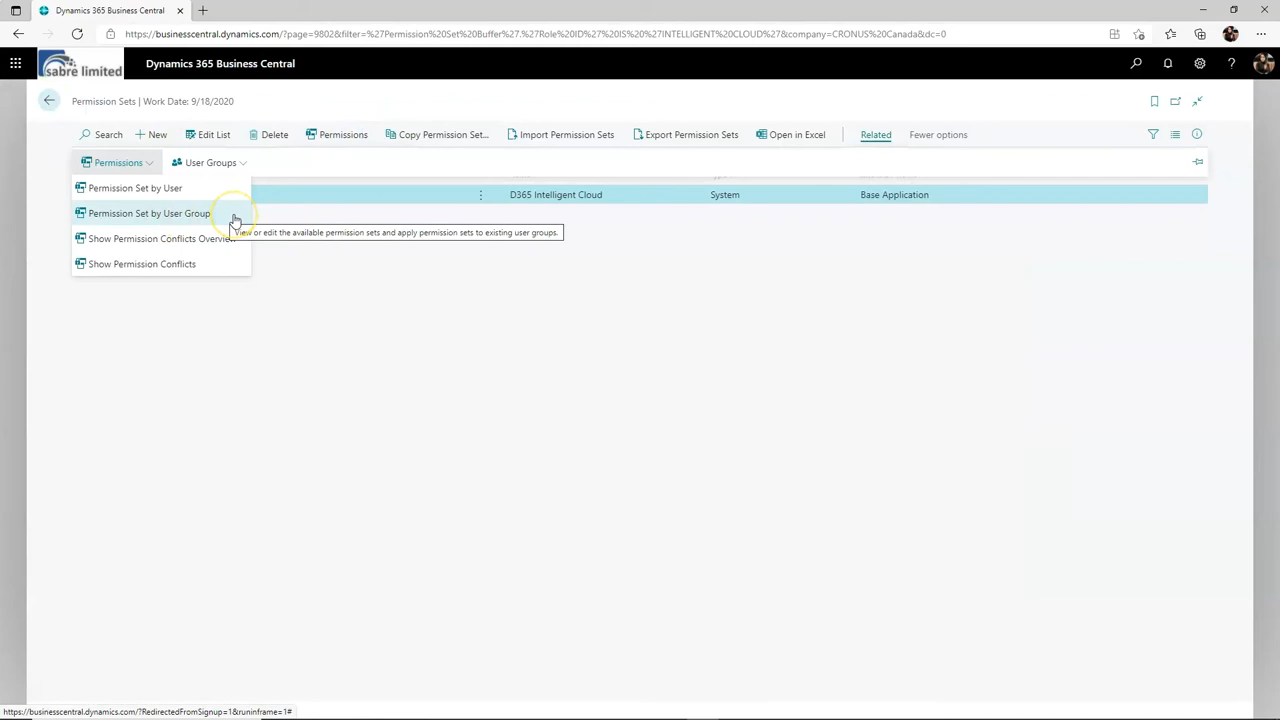 Dynamics 365 Business Central
https://businesscentral.dynamics.com/?page=9802&filter=%27Permission%20Set%20Buffer%27.%27Role%20ID%27%20IS%20%27INTELLIGENT%20CLOUD%27&company=CRONUS%20Canada&dc=0
sabre limited
Dynamics 365 Business Central
Permission Sets | Work Date: 9/18/2020
Search
New
Edit List
Delete
Permissions
Copy Permission Set...
Import Permission Sets
Export Permission Sets
Open in Excel
Related
Fewer options
Permissions
User Groups
Permission Set by User
D365 Intelligent Cloud
System
Base Application
Permission Set by User Group
View or edit the available permission sets and apply permission sets to existing user groups.
Show Permission Conflicts Overview
Show Permission Conflicts
https://businesscentral.dynamics.com/?RedirectedFromSignup=1&runinframe=1#